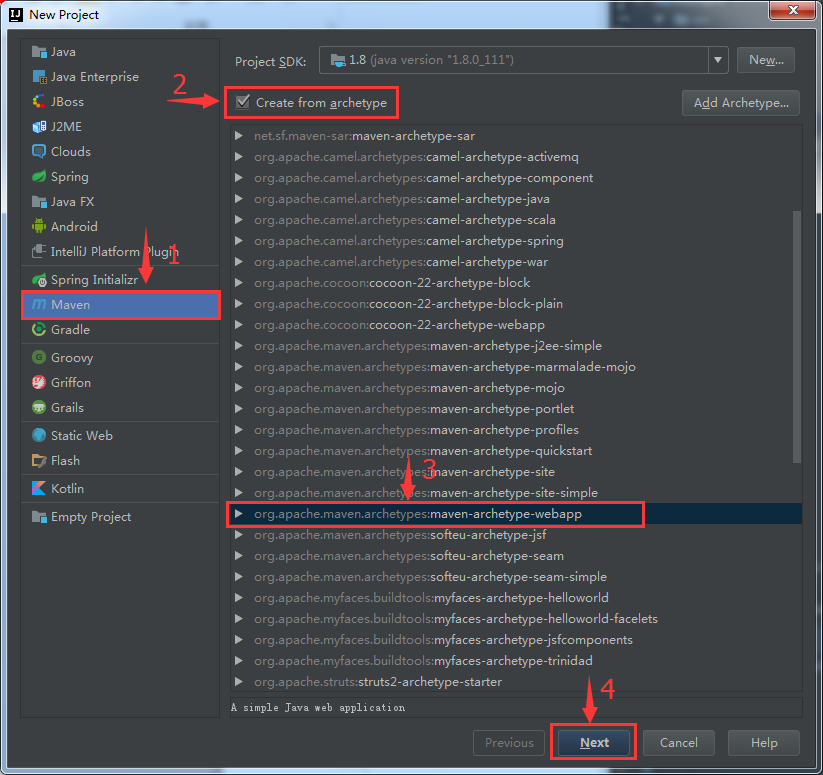 New Project
Java
Java Enterprise
JBoss
J2ME
Clouds
Spring
Java FX
Android
IntelliJ Platform Plugin
1
Spring Initializr
Maven
Gradle
Groovy
Griffon
Grails
Static Web
Flash
Kotlin
Empty Project
Project SDK:
1.8 (java version "1.8.0_111")
New...
2
Create from archetype
Add Archetype...
net.sf.maven-sar:maven-archetype-sar
org.apache.camel.archetypes:camel-archetype-activemq
org.apache.camel.archetypes:camel-archetype-component
org.apache.camel.archetypes:camel-archetype-java
org.apache.camel.archetypes:camel-archetype-scala
org.apache.camel.archetypes:camel-archetype-spring
org.apache.camel.archetypes:camel-archetype-war
org.apache.cocoon:cocoon-22-archetype-block
org.apache.cocoon:cocoon-22-archetype-block-plain
org.apache.cocoon:cocoon-22-archetype-webapp
org.apache.maven.archetypes:maven-archetype-j2ee-simple
org.apache.maven.archetypes:maven-archetype-marmalade-mojo
org.apache.maven.archetypes:maven-archetype-mojo
org.apache.maven.archetypes:maven-archetype-portlet
org.apache.maven.archetypes:maven-archetype-profiles
org.apache.maven.archetypes:maven-archetype-quickstart
org.apache.maven.archetypes:maven-archetype-site
3
org.apache.maven.archetypes:maven-archetype-site-simple
org.apache.maven.archetypes:maven-archetype-webapp
org.apache.maven.archetypes:softeu-archetype-jsf
org.apache.maven.archetypes:softeu-archetype-seam
org.apache.maven.archetypes:softeu-archetype-seam-simple
org.apache.myfaces.buildtools:myfaces-archetype-helloworld
org.apache.myfaces.buildtools:myfaces-archetype-helloworld-facelets
org.apache.myfaces.buildtools:myfaces-archetype-jsfcomponents
org.apache.myfaces.buildtools:myfaces-archetype-trinidad
org.apache.struts:struts2-archetype-starter
4
A simple Java web application
Previous
Next
Cancel
Help